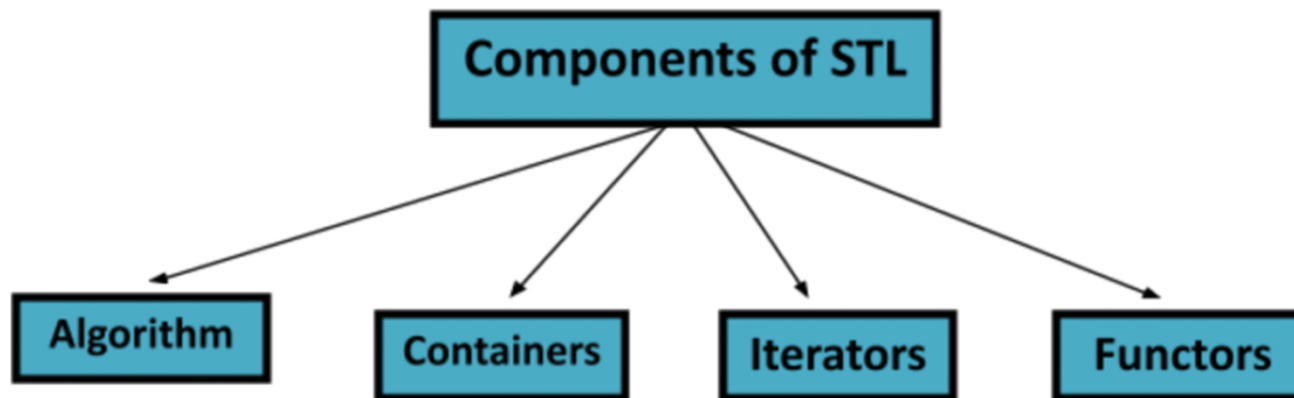 Components of STL
Algorithm
Containers
Iterators
Functors